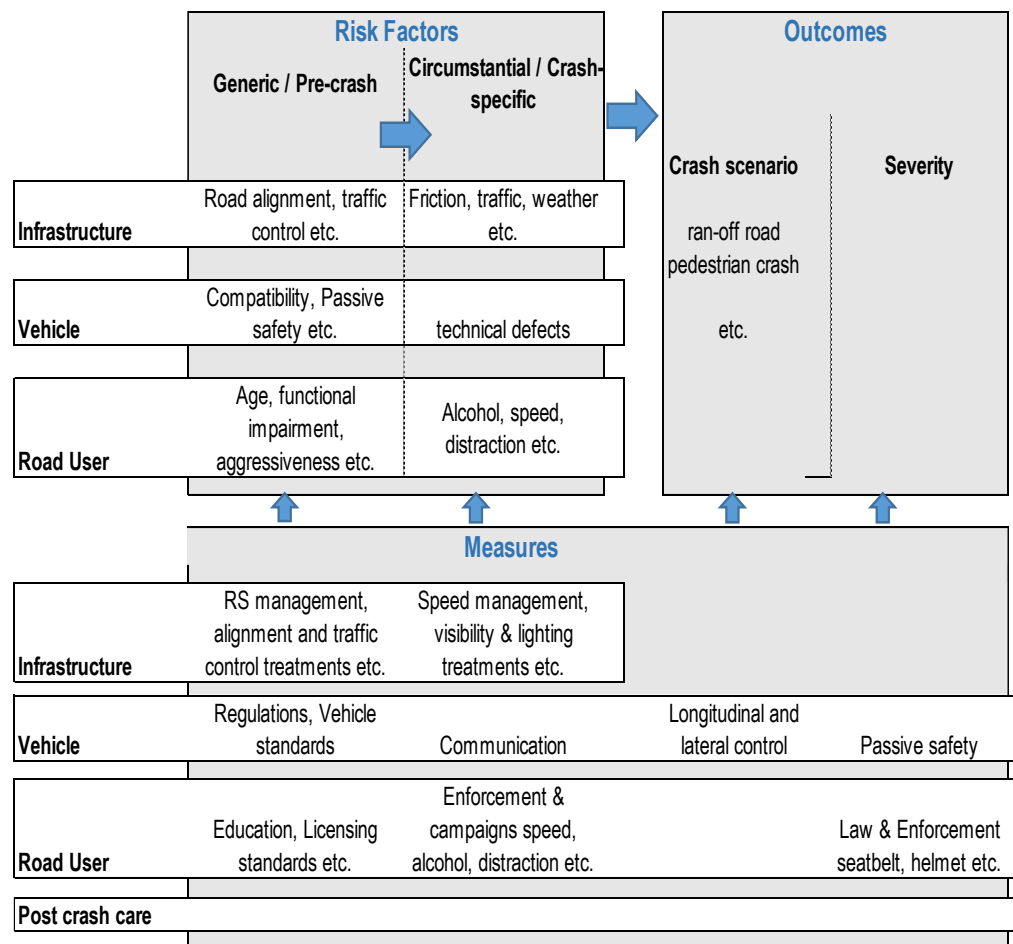 Risk Factors
Outcomes
Generic / Pre-crash
Circumstantial / Crash-
specific
Crash scenario
Severity
Infrastructure
Road alignment, traffic
control etc.
Friction, traffic, weather
etc.
ran-off road
pedestrian crash
etc.
Vehicle
Compatibility, Passive
safety etc.
technical defects
Road User
Age, functional
impairment,
aggressiveness etc.
Alcohol, speed,
distraction etc.
Measures
Infrastructure
RS management,
alignment and traffic
control treatments etc.
Speed management,
visibility & lighting
treatments etc.
Vehicle
Regulations, Vehicle
standards
Communication
Longitudinal and
lateral control
Passive safety
Road User
Education, Licensing
standards etc.
Enforcement &
campaigns speed,
alcohol, distraction etc.
Law & Enforcement
seatbelt, helmet etc.
Post crash care